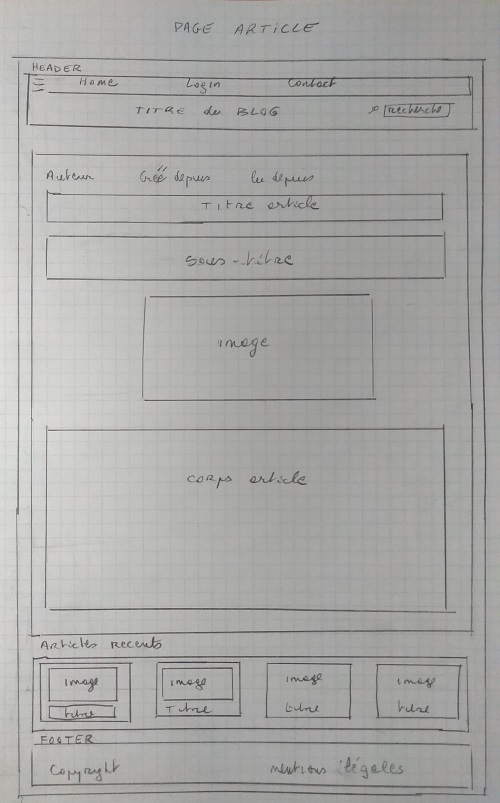 PAGE ARTICLE
HEADER
Home Login Contact
TITRE du BLOG recherche
Auteur Créé depuis lu depuis
TITRE article
sous-titre
image
corps article
Articles recents
image image image image
titre Titre titre titre
FOOTER
Copyright mentions légales